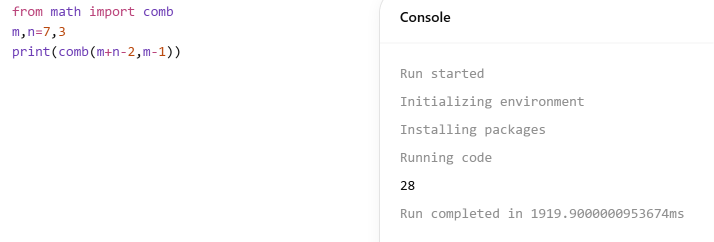 from math import comb
m,n=7,3
print(comb(m+n-2,m-1))
Console
Run started
Initializing environment
Installing packages
Running code
28
Run completed in 1919.9000000953674ms